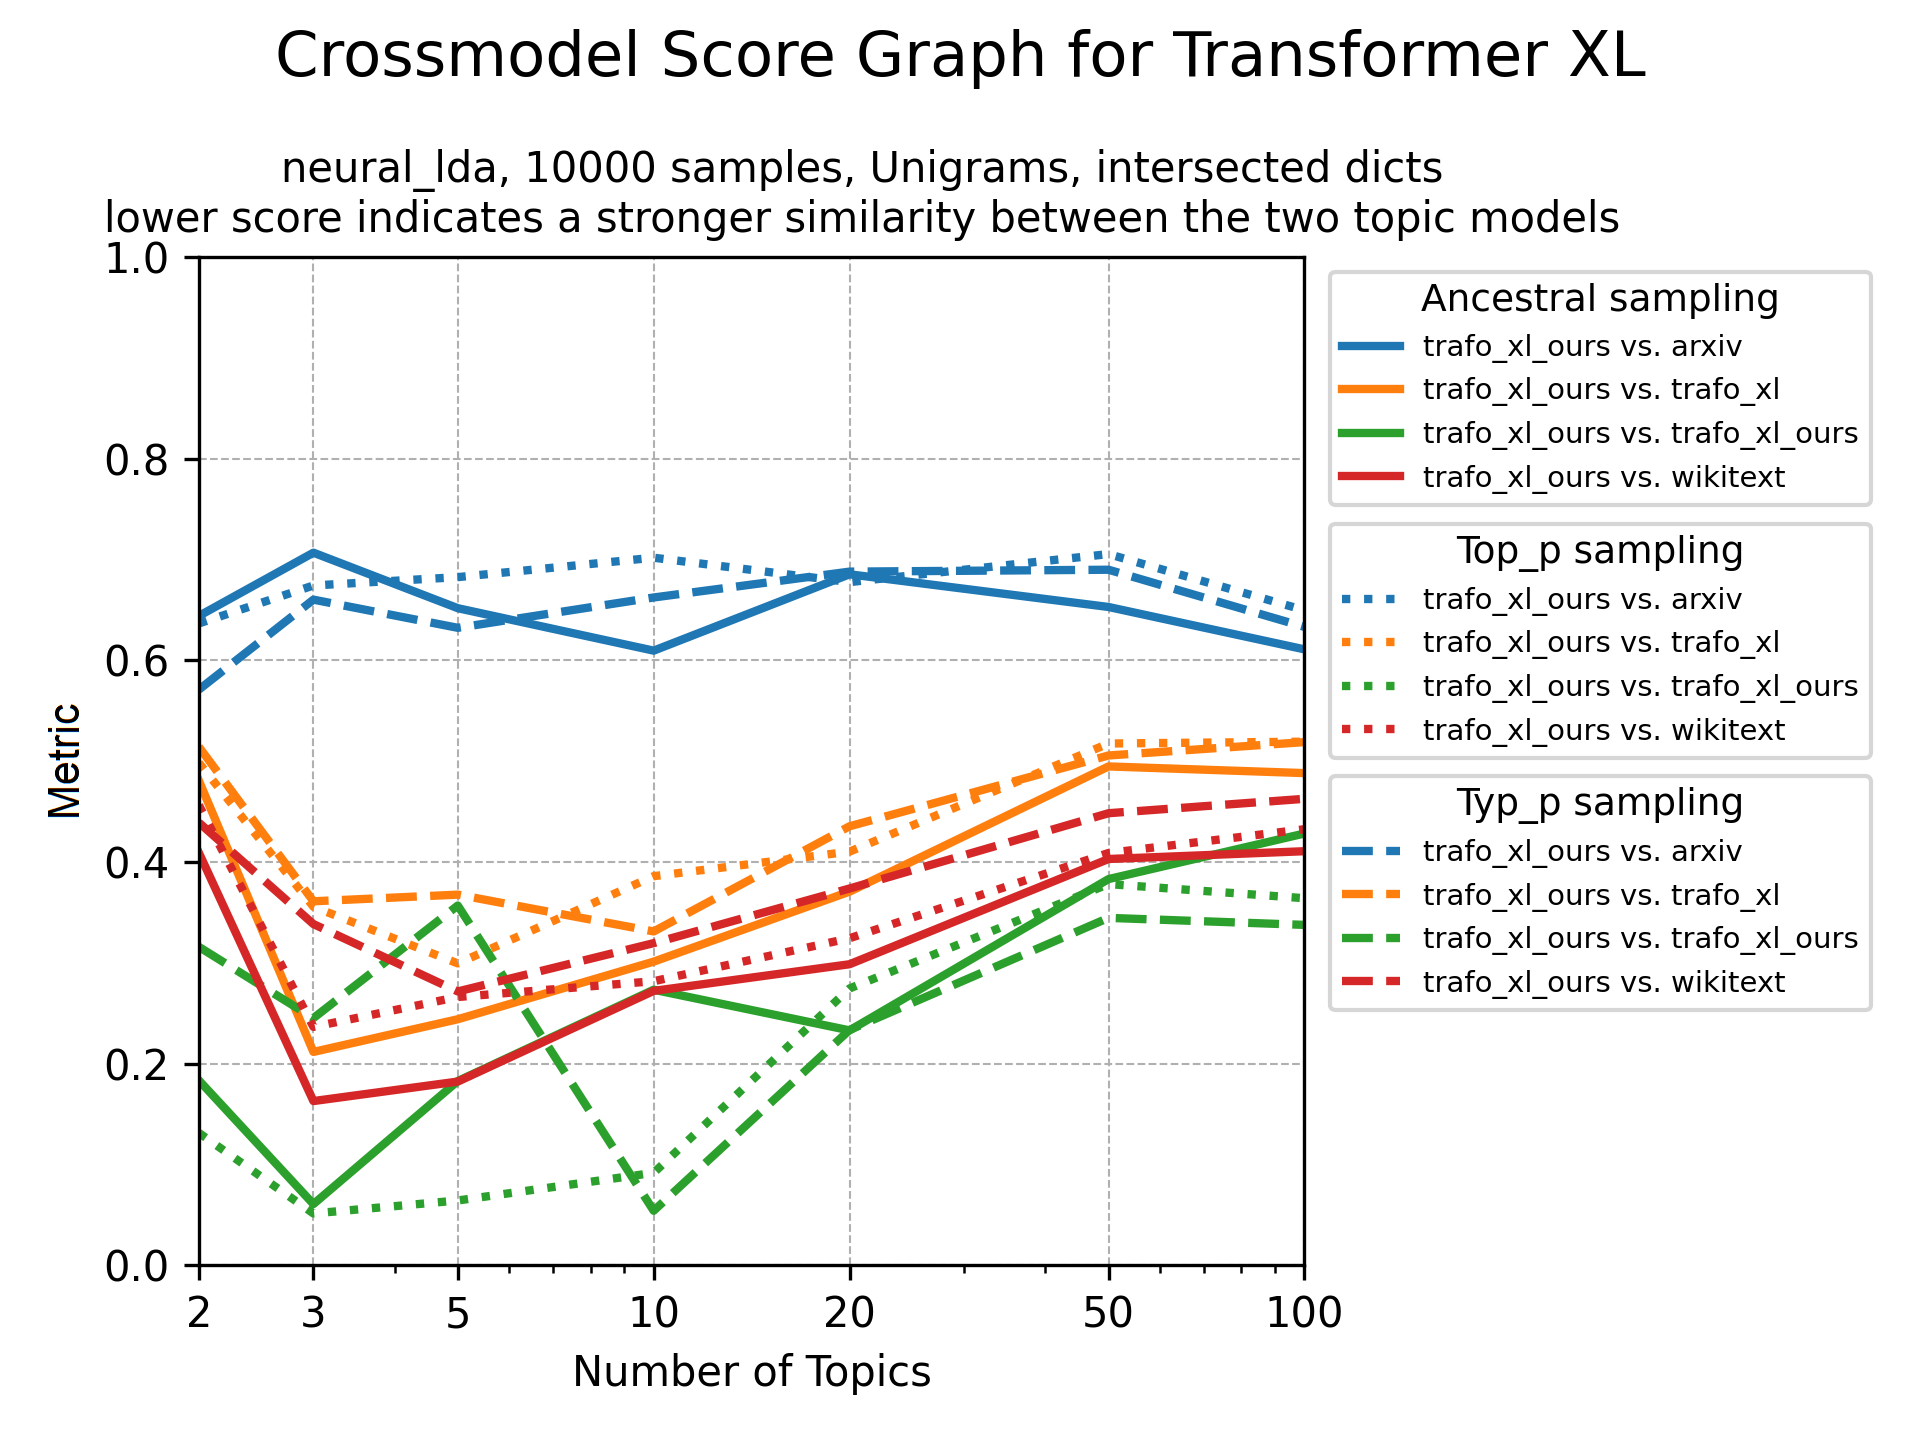 Crossmodel Score Graph for Transformer XL
neural_lda, 10000 samples, Unigrams, intersected dicts
lower score indicates a stronger similarity between the two topic models
1.0
0.8
0.6
0.4
0.2
0.0
Metric
2 3 5 10 20 50 100
Number of Topics
Ancestral sampling
trafo_xl_ours vs. arxiv
trafo_xl_ours vs. trafo_xl
trafo_xl_ours vs. trafo_xl_ours
trafo_xl_ours vs. wikitext
Top_p sampling
trafo_xl_ours vs. arxiv
trafo_xl_ours vs. trafo_xl
trafo_xl_ours vs. trafo_xl_ours
trafo_xl_ours vs. wikitext
Typ_p sampling
trafo_xl_ours vs. arxiv
trafo_xl_ours vs. trafo_xl
trafo_xl_ours vs. trafo_xl_ours
trafo_xl_ours vs. wikitext